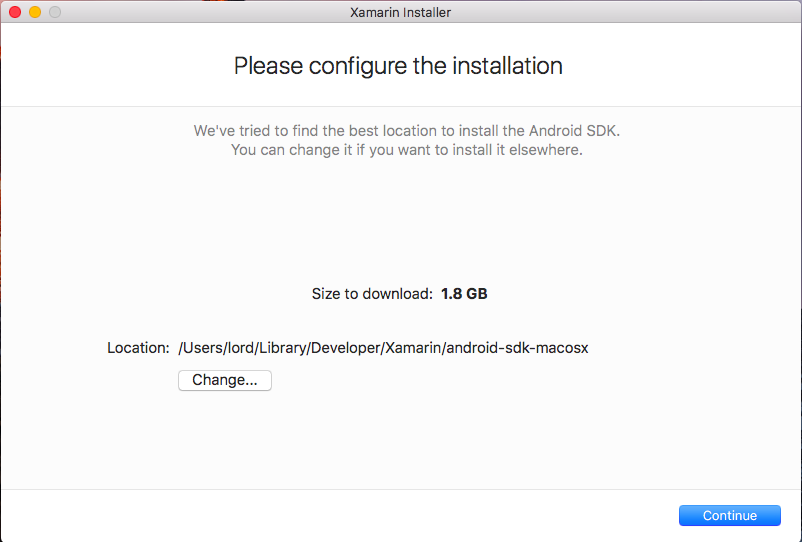 Xamarin Installer
Please configure the installation
We've tried to find the best location to install the Android SDK.
You can change it if you want to install it elsewhere.
Size to download: 1.8 GB
Location: /Users/lord/Library/Developer/Xamarin/android-sdk-macosx
Change...
Continue